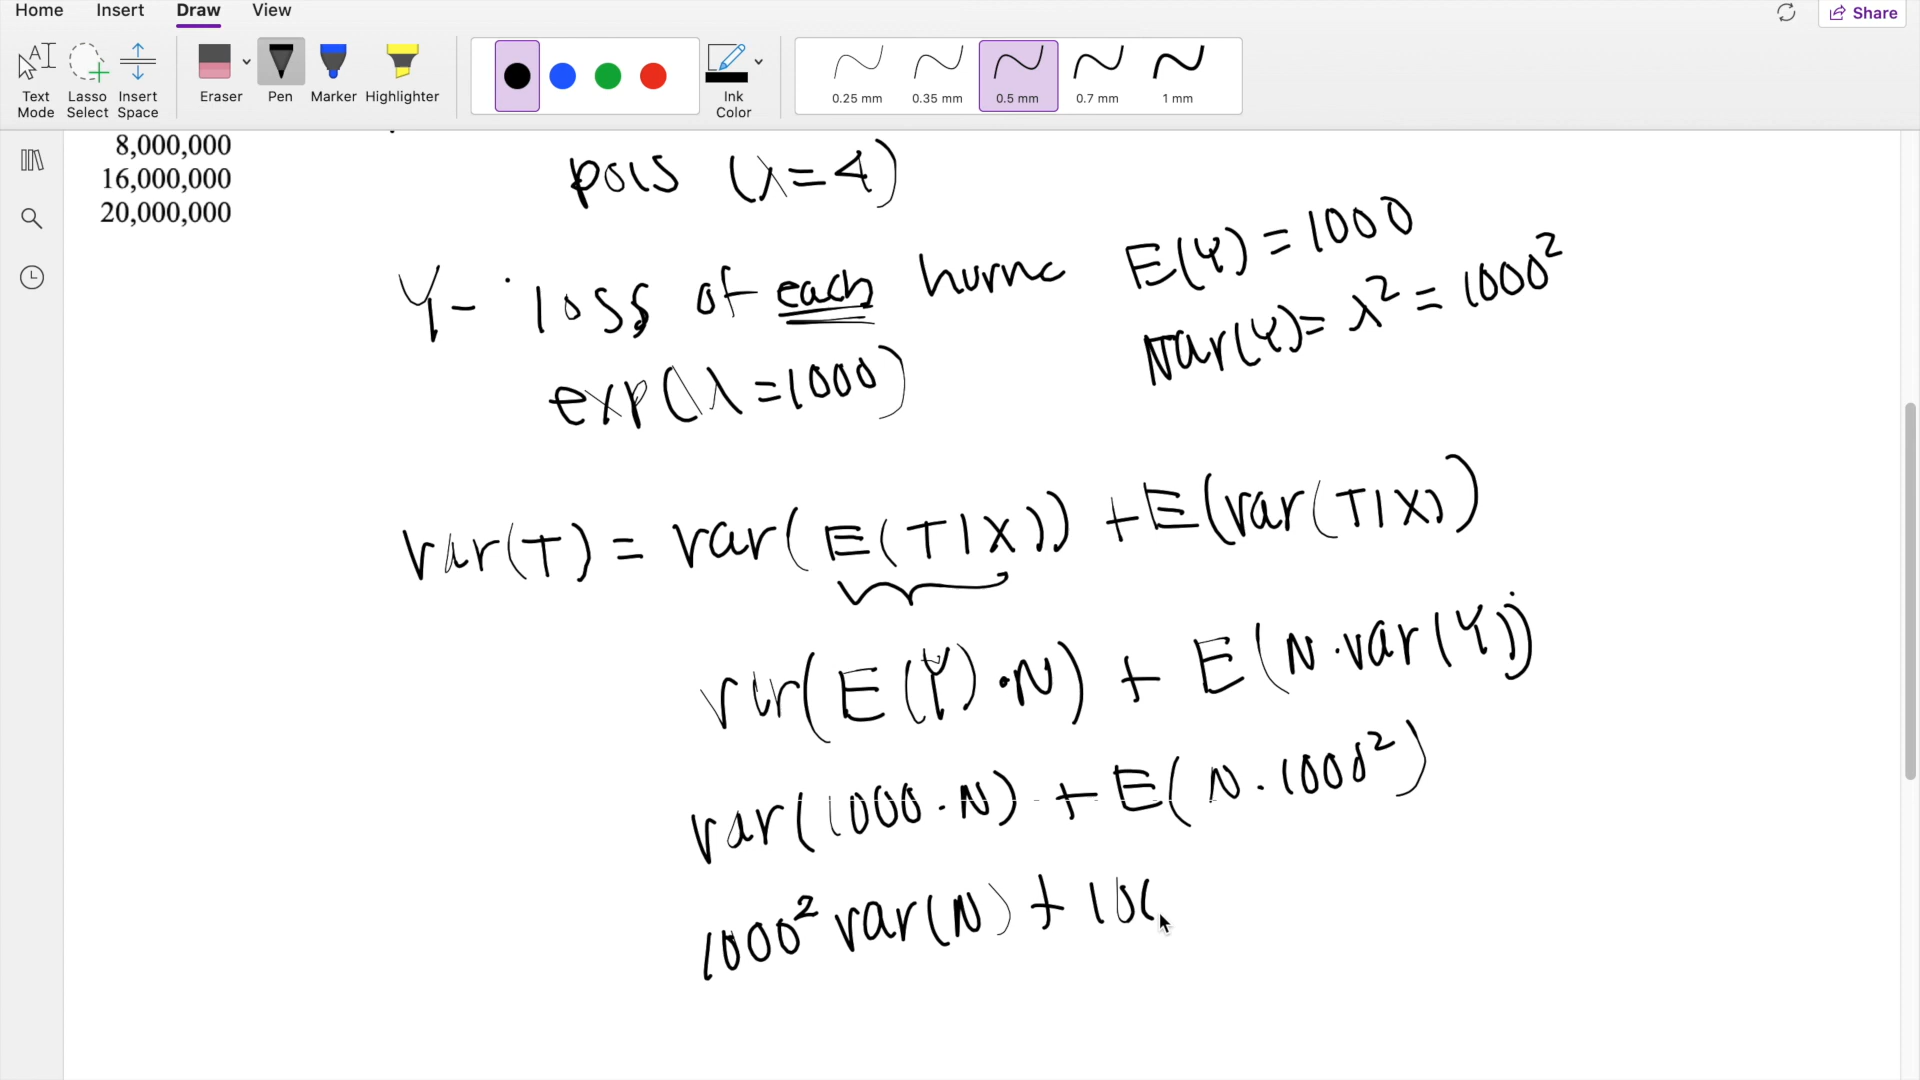 Home Insert Draw View Share
Text Mode Lasso Select Insert Space Eraser Pen Marker Highlighter Ink Color 0.25 mm 0.35 mm 0.5 mm 0.7 mm 1 mm
8,000,000
16,000,000
20,000,000
pois (λ=4)
Y - loss of each E(Y) = 1000
Var(Y) = λ² = 1000²
exp(λ=1000)
var(T) = var(E(T|X)) + E(var(T|X))
var(E(Y)·N) + E(N·var(Y))
var(1000·N) + E(N·1000²)
1000² var(N) + 100